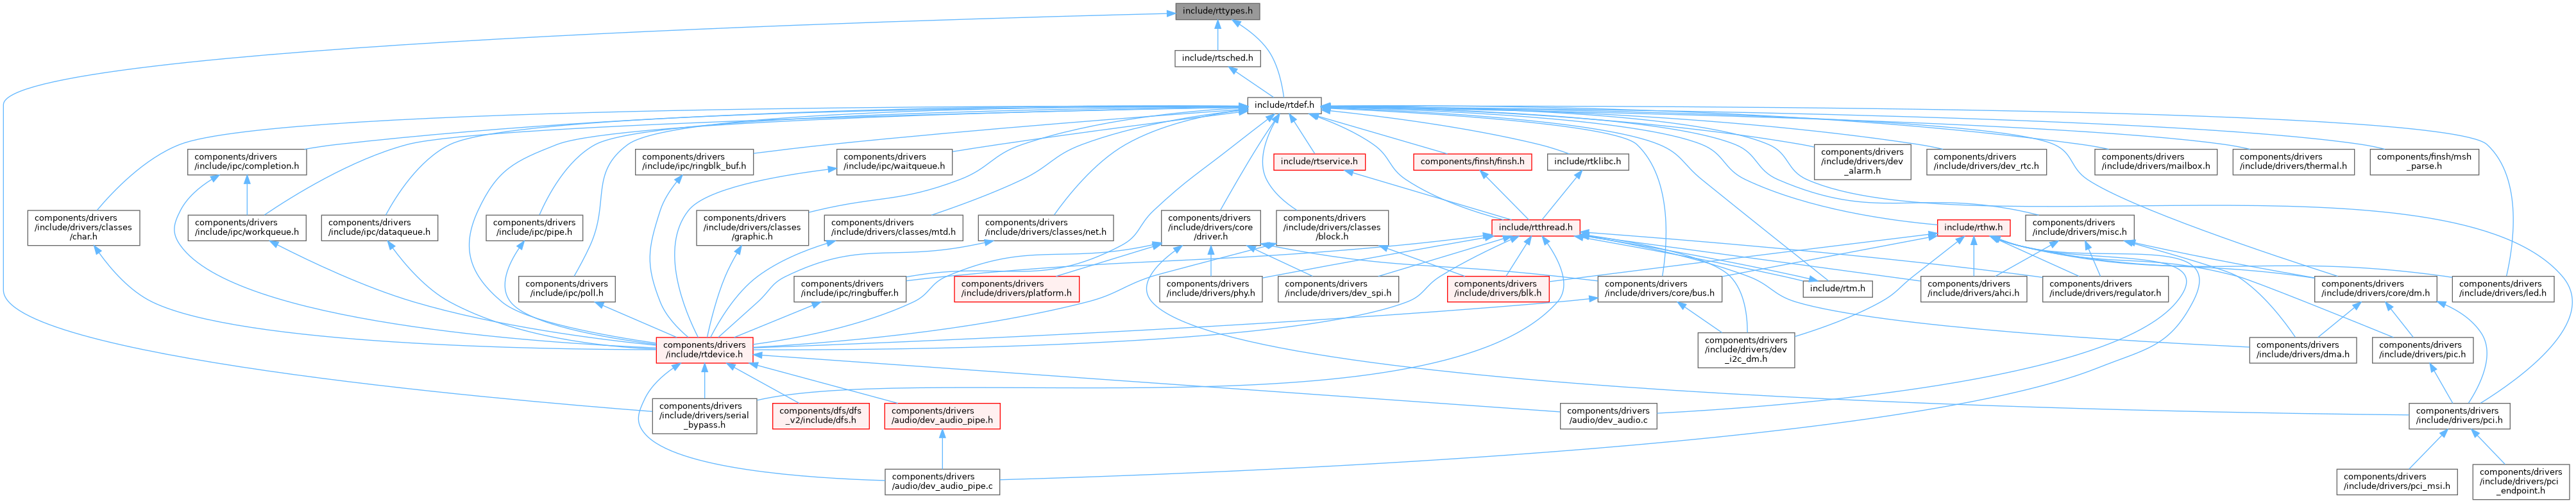 include/rttypes.h
include/rtsched.h
include/rtdef.h
components/drivers
/include/ipc/completion.h
components/drivers
/include/ipc/ringblk_buf.h
components/drivers
/include/ipc/waitqueue.h
include/rtservice.h
components/finsh/finsh.h
include/rtklibc.h
components/drivers
/include/drivers/dev
_alarm.h
components/drivers
/include/drivers/dev_rtc.h
components/drivers
/include/drivers/mailbox.h
components/drivers
/include/drivers/thermal.h
components/finsh/msh
_parse.h
components/drivers
/include/drivers/classes
/char.h
components/drivers
/include/ipc/workqueue.h
components/drivers
/include/ipc/dataqueue.h
components/drivers
/include/ipc/pipe.h
components/drivers
/include/drivers/classes
/graphic.h
components/drivers
/include/drivers/classes/mtd.h
components/drivers
/include/drivers/classes/net.h
components/drivers
/include/drivers/core
/driver.h
components/drivers
/include/drivers/classes
/block.h
include/rtthread.h
include/rthw.h
components/drivers
/include/drivers/misc.h
components/drivers
/include/ipc/poll.h
components/drivers
/include/ipc/ringbuffer.h
components/drivers
/include/drivers/platform.h
components/drivers
/include/drivers/phy.h
components/drivers
/include/drivers/dev_spi.h
components/drivers
/include/drivers/blk.h
components/drivers
/include/drivers/core/bus.h
include/rtm.h
components/drivers
/include/drivers/ahci.h
components/drivers
/include/drivers/regulator.h
components/drivers
/include/drivers/core/dm.h
components/drivers
/include/drivers/led.h
components/drivers
/include/rtdevice.h
components/drivers
/include/drivers/dev
_i2c_dm.h
components/drivers
/include/drivers/dma.h
components/drivers
/include/drivers/pic.h
components/drivers
/include/drivers/serial
_bypass.h
components/dfs/dfs
_v2/include/dfs.h
components/drivers
/audio/dev_audio_pipe.h
components/drivers
/audio/dev_audio.c
components/drivers
/include/drivers/pci.h
components/drivers
/audio/dev_audio_pipe.c
components/drivers
/include/drivers/pci_msi.h
components/drivers
/include/drivers/pci
_endpoint.h